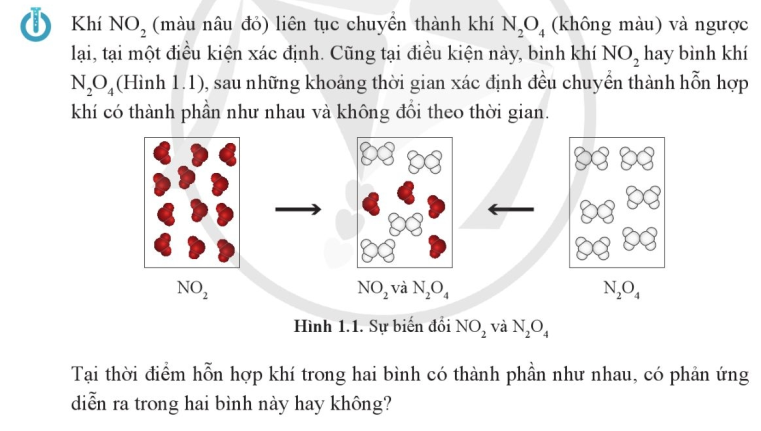 Khí NO₂ (màu nâu đỏ) liên tục chuyển thành khí N₂O₄ (không màu) và ngược
lại, tại một điều kiện xác định. Cũng tại điều kiện này, bình khí NO₂ hay bình khí
N₂O₄ (Hình 1.1), sau những khoảng thời gian xác định đều chuyển thành hỗn hợp
khí có thành phần như nhau và không đổi theo thời gian.
NO₂ NO₂ và N₂O₄ N₂O₄
Hình 1.1. Sự biến đổi NO₂ và N₂O₄
Tại thời điểm hỗn hợp khí trong hai bình có thành phần như nhau, có phản ứng
diễn ra trong hai bình này hay không?